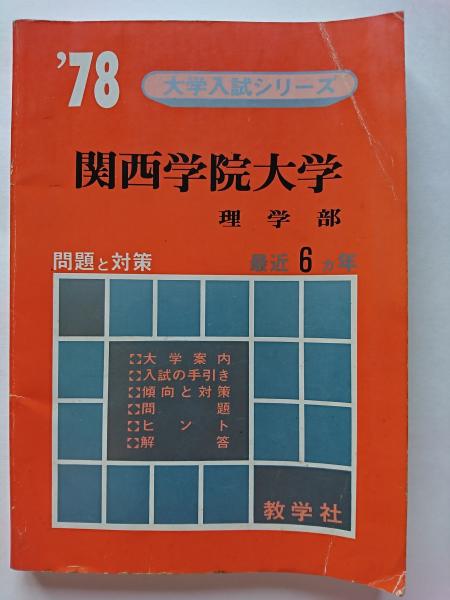 '78
大学入試シリーズ
関西学院大学
理学部
問題と対策
最近6ヵ年
大学案内
入試の手引き
傾向と対策
問題
ヒント
解答
教学社